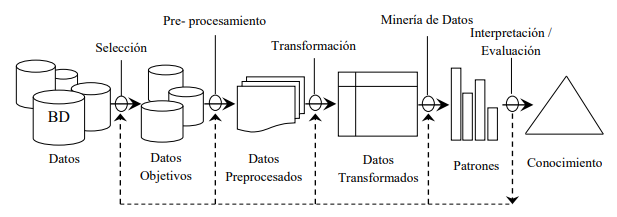 Pre- procesamiento
Minería de Datos
Interpretación /
Evaluación
Selección
Transformación
BD
Datos
Datos
Objetivos
Datos
Preprocesados
Datos
Transformados
Patrones
Conocimiento